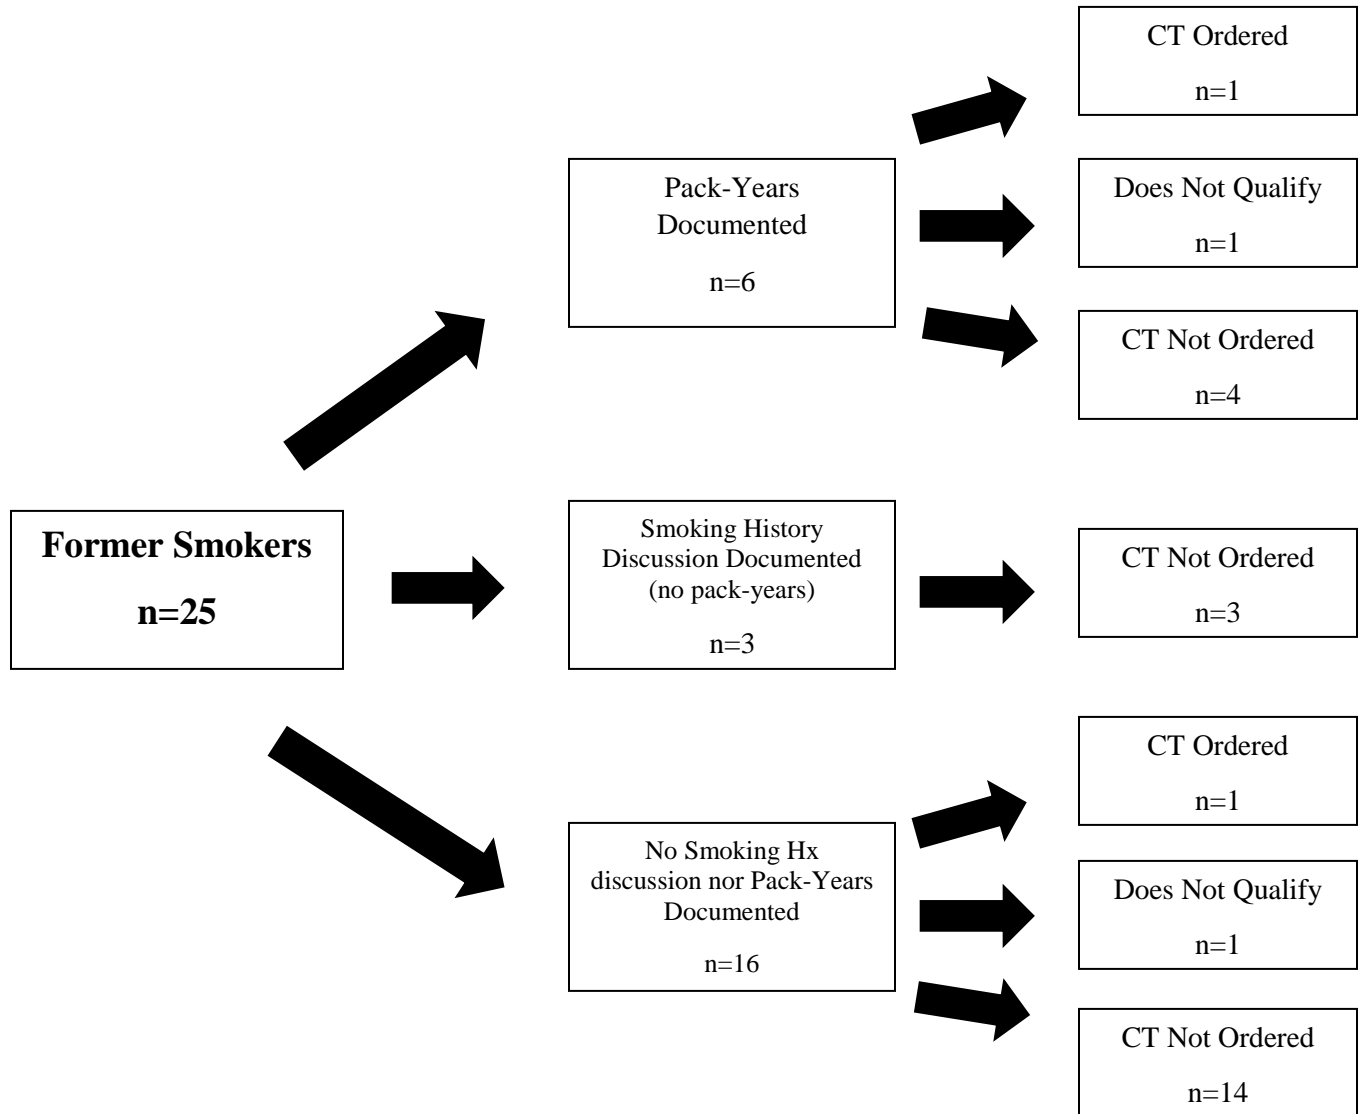 Former Smokers
n=25
Pack-Years
Documented
n=6
CT Ordered
n=1
Does Not Qualify
n=1
CT Not Ordered
n=4
Smoking History
Discussion Documented
(no pack-years)
n=3
CT Not Ordered
n=3
No Smoking Hx
discussion nor Pack-Years
Documented
n=16
CT Ordered
n=1
Does Not Qualify
n=1
CT Not Ordered
n=14